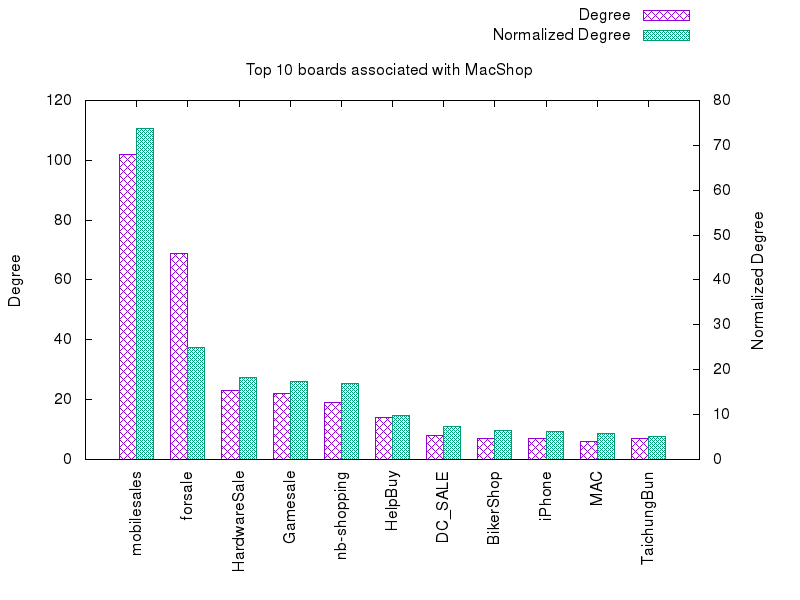 Degree
Normalized Degree
Top 10 boards associated with MacShop
120
100
80
60
40
20
0
80
70
60
50
40
30
20
10
0
Degree
Normalized Degree
mobilesales
forsale
HardwareSale
Gamesale
nb-shopping
HelpBuy
DC_SALE
BikerShop
iPhone
MAC
TaichungBun